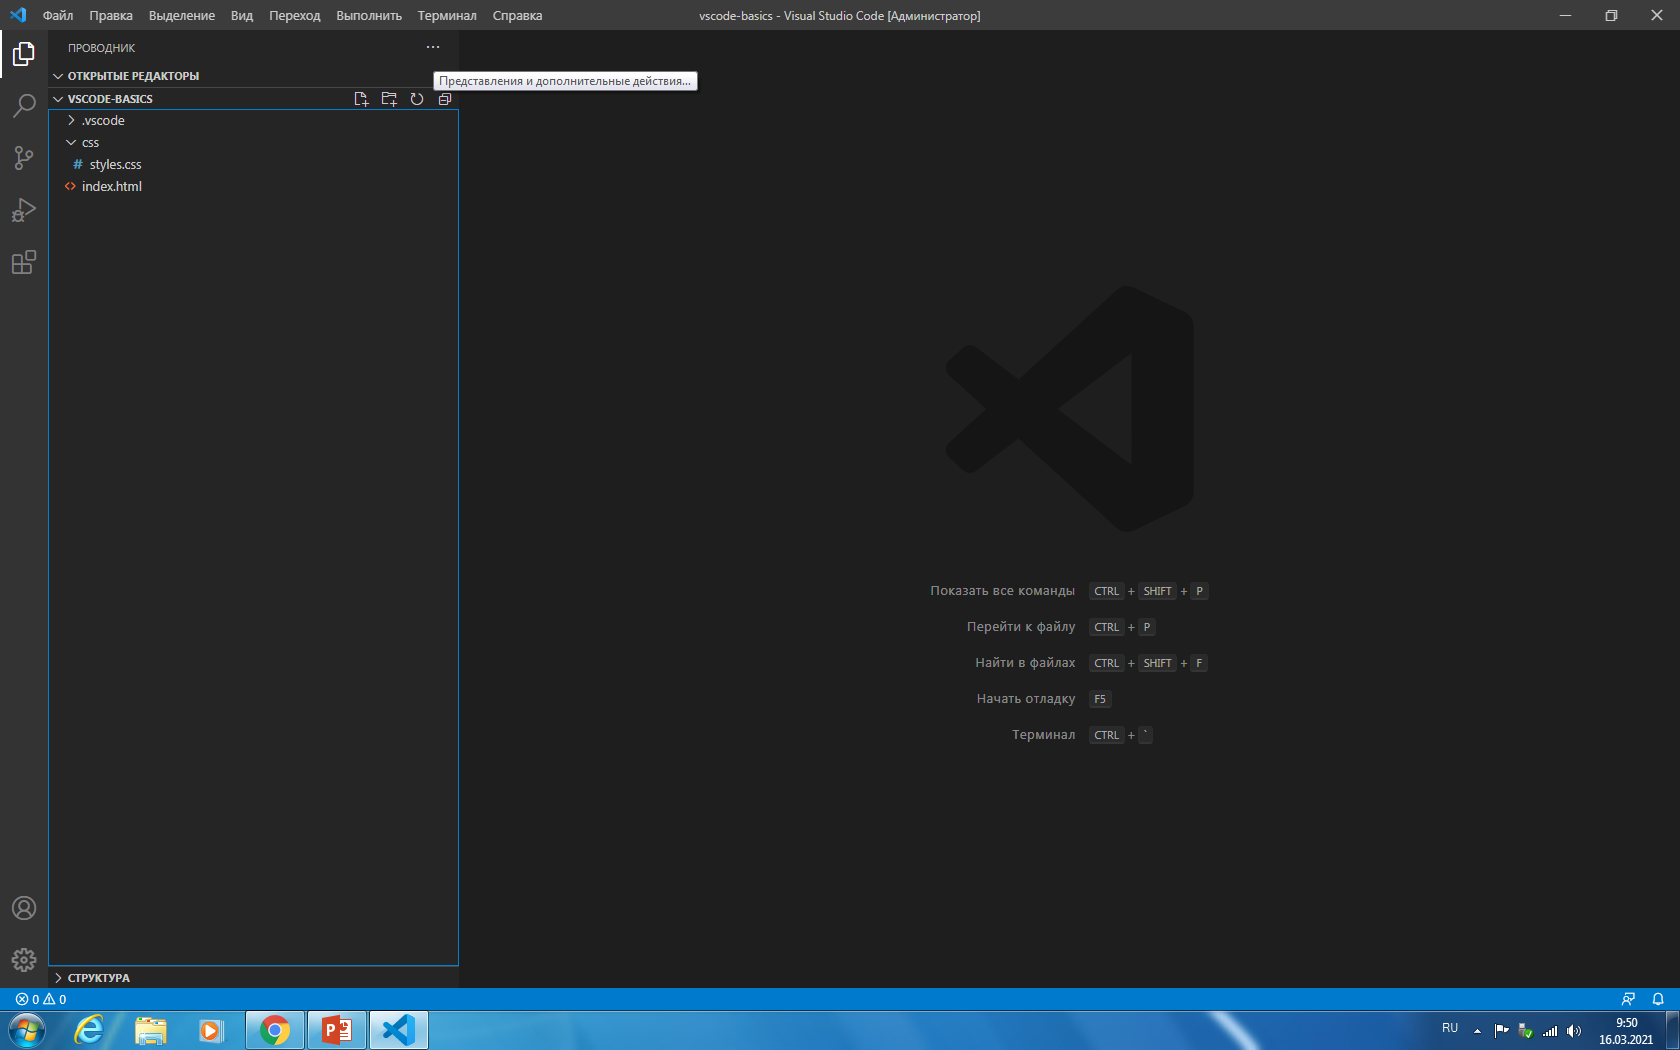 Файл Правка Выделение Вид Переход Выполнить Терминал Справка
vscode-basics - Visual Studio Code [Администратор]
ПРОВОДНИК
ОТКРЫТЫЕ РЕДАКТОРЫ
Представления и дополнительные действия...
VSCODE-BASICS
.vscode
css
# styles.css
<> index.html
Показать все команды CTRL + SHIFT + P
Перейти к файлу CTRL + P
Найти в файлах CTRL + SHIFT + F
Начать отладку F5
Терминал CTRL + `
СТРУКТУРА
0 0
RU
9:50
16.03.2021